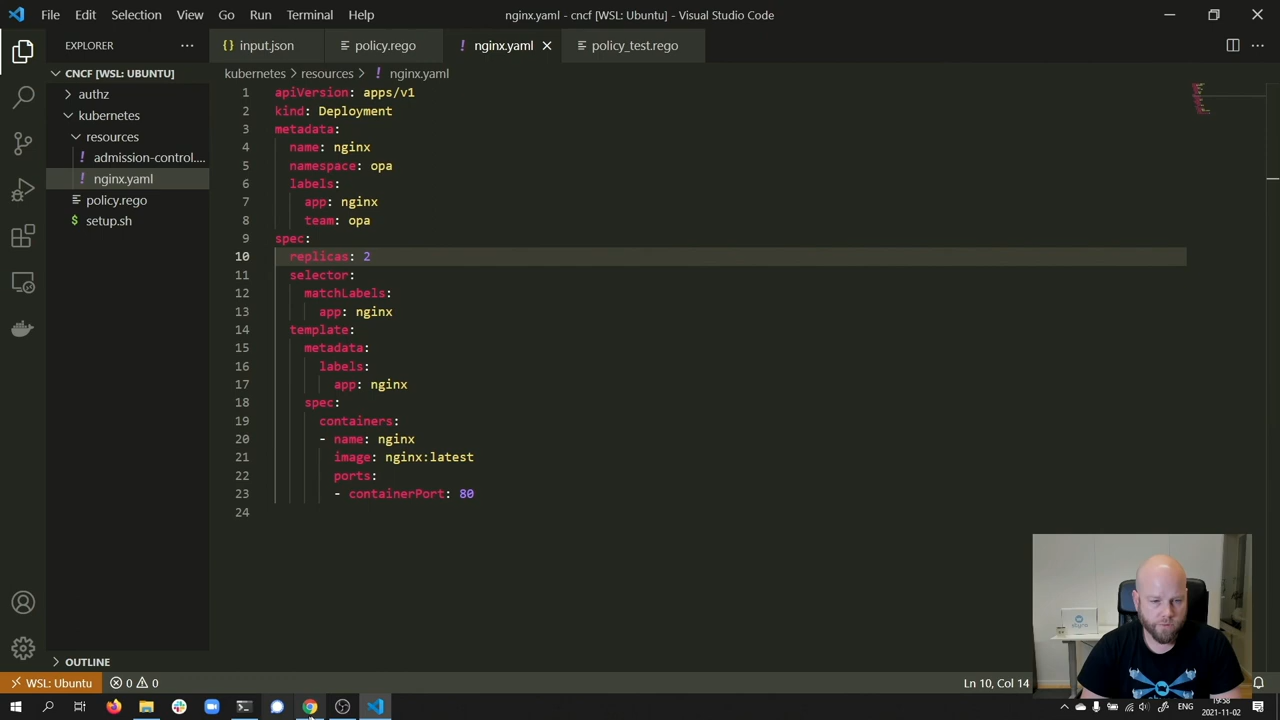 File Edit Selection View Go Run Terminal Help
nginx.yaml - cncf [WSL: Ubuntu] - Visual Studio Code
EXPLORER
CNCF [WSL: UBUNTU]
authz
kubernetes
resources
admission-control....
nginx.yaml
policy.rego
setup.sh
OUTLINE
input.json policy.rego nginx.yaml policy_test.rego
kubernetes > resources > nginx.yaml
1 apiVersion: apps/v1
2 kind: Deployment
3 metadata:
4 name: nginx
5 namespace: opa
6 labels:
7 app: nginx
8 team: opa
9 spec:
10 replicas: 2
11 selector:
12 matchLabels:
13 app: nginx
14 template:
15 metadata:
16 labels:
17 app: nginx
18 spec:
19 containers:
20 - name: nginx
21 image: nginx:latest
22 ports:
23 - containerPort: 80
24
WSL: Ubuntu 0 0
Ln 10, Col 14
ENG
19:58
2021-11-02